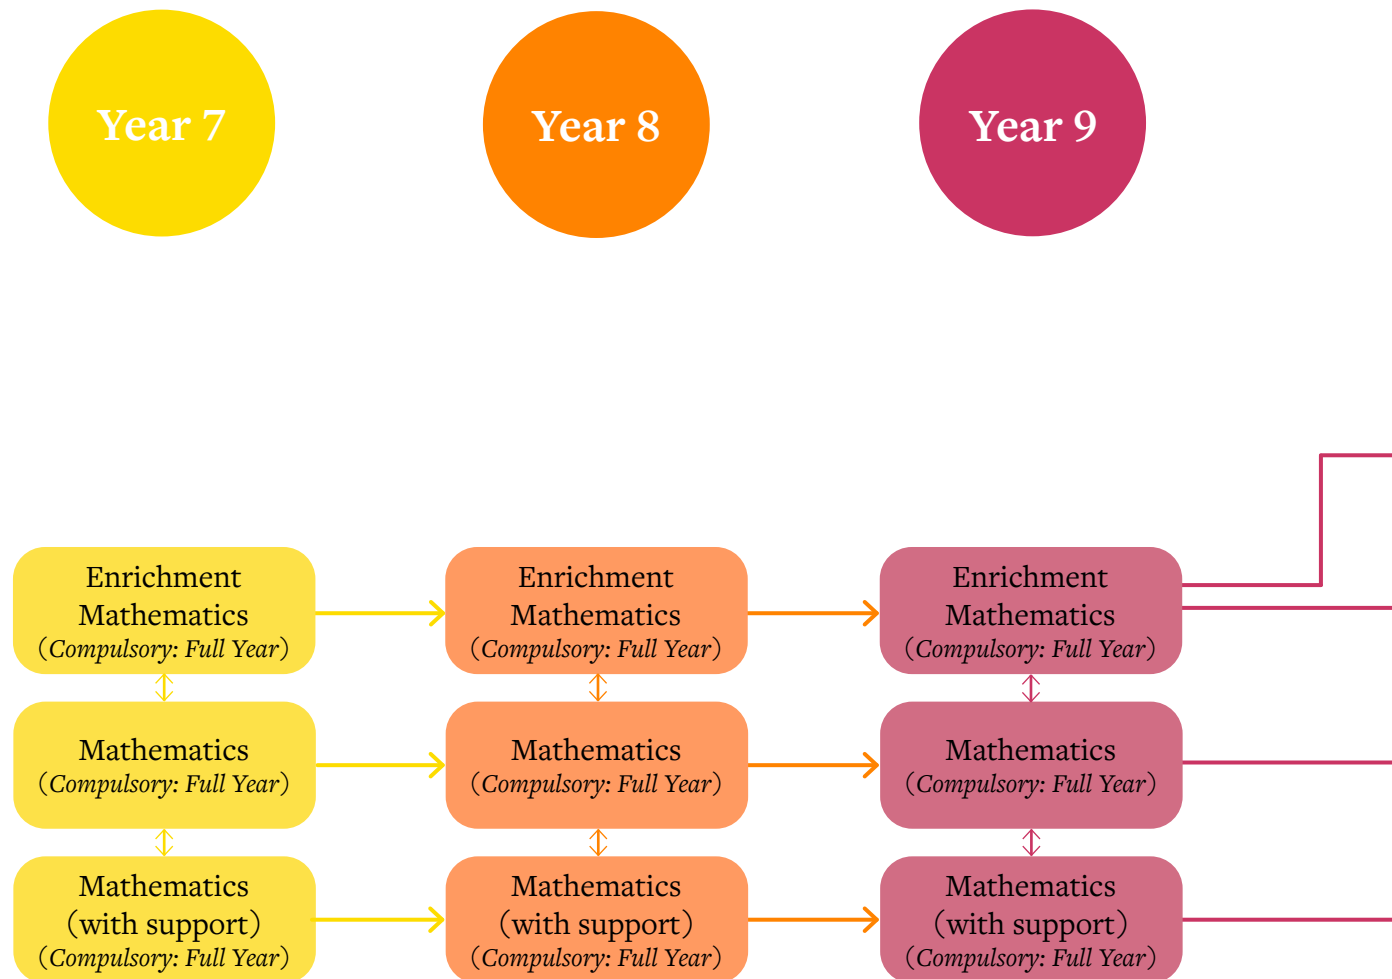 Year 7
Year 8
Year 9
Enrichment
Mathematics
(Compulsory: Full Year)
Enrichment
Mathematics
(Compulsory: Full Year)
Enrichment
Mathematics
(Compulsory: Full Year)
Mathematics
(Compulsory: Full Year)
Mathematics
(Compulsory: Full Year)
Mathematics
(Compulsory: Full Year)
Mathematics
(with support)
(Compulsory: Full Year)
Mathematics
(with support)
(Compulsory: Full Year)
Mathematics
(with support)
(Compulsory: Full Year)